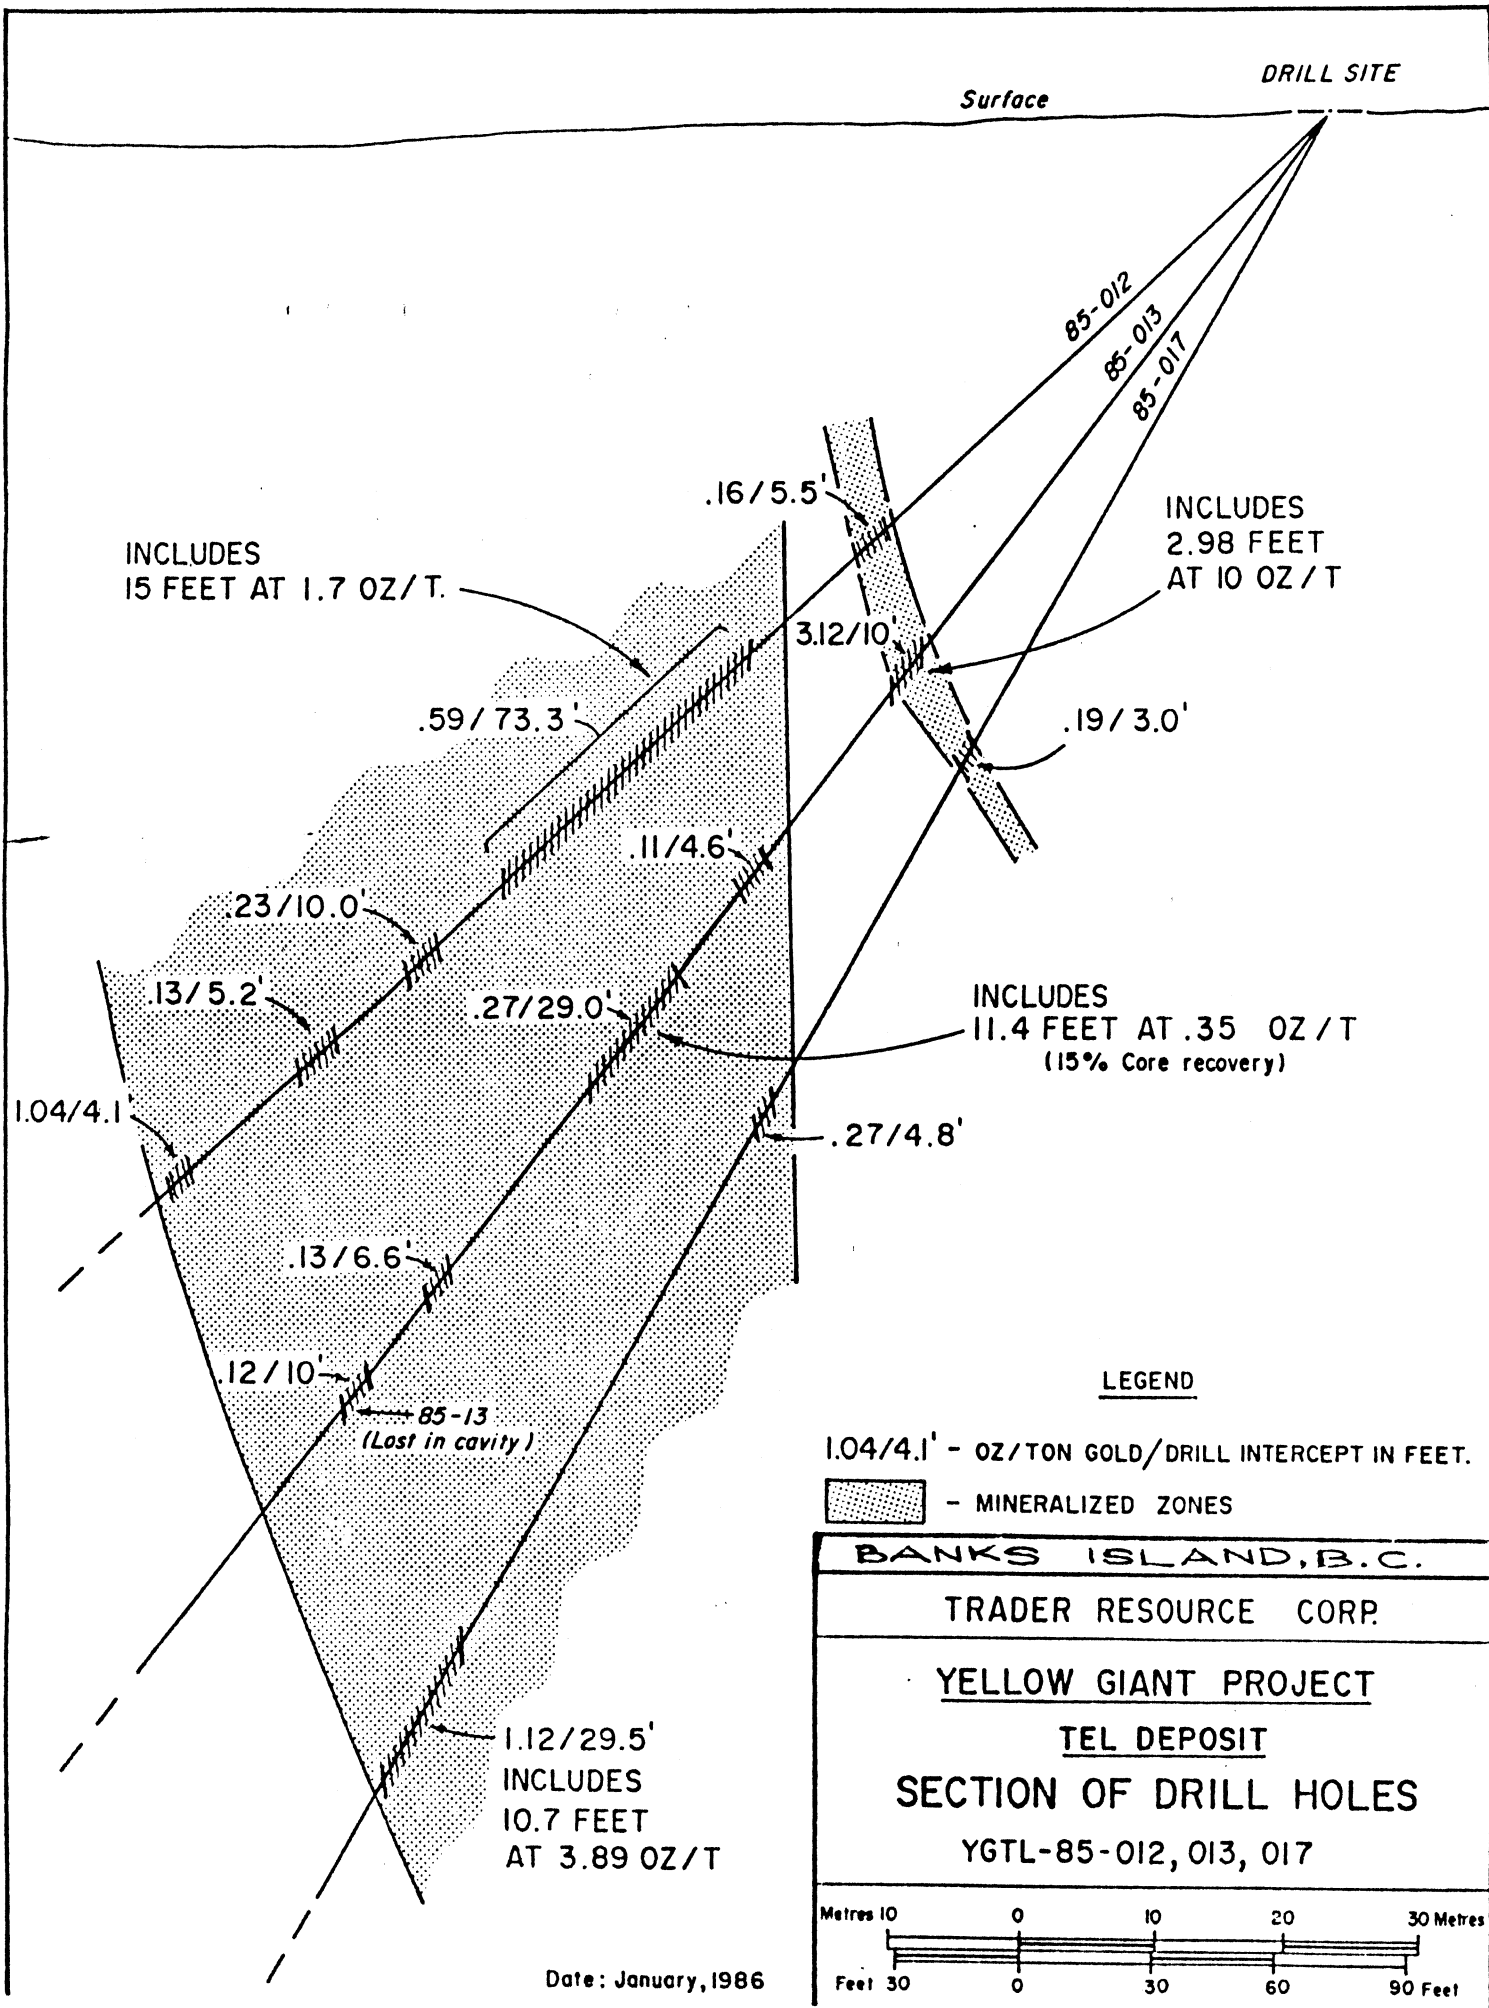 DRILL SITE
Surface
85-012
85-013
85-017
.16/5.5'
INCLUDES
2.98 FEET
AT 10 OZ/T
INCLUDES
15 FEET AT 1.7 OZ/T.
3.12/10'
.59/73.3'
.19/3.0'
.11/4.6'
.23/10.0'
.13/5.2'
.27/29.0'
INCLUDES
11.4 FEET AT .35 OZ/T
(15% Core recovery)
1.04/4.1'
.27/4.8'
.13/6.6'
.12/10'
85-13
(Lost in cavity)
1.12/29.5'
INCLUDES
10.7 FEET
AT 3.89 OZ/T
LEGEND
1.04/4.1' - OZ/TON GOLD/DRILL INTERCEPT IN FEET.
- MINERALIZED ZONES
BANKS ISLAND, B.C.
TRADER RESOURCE CORP.
YELLOW GIANT PROJECT
TEL DEPOSIT
SECTION OF DRILL HOLES
YGTL-85-012, 013, 017
Metres 10 0 10 20 30 Metres
Feet 30 0 30 60 90 Feet
Date: January, 1986